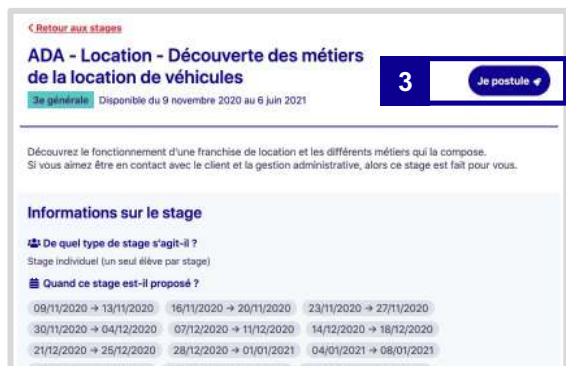 < Retour aux stages
ADA - Location - Découverte des métiers
de la location de véhicules
3
Je postule
3e générale Disponible du 9 novembre 2020 au 6 juin 2021
Découvrez le fonctionnement d'une franchise de location et les différents métiers qui la compose.
Si vous aimez être en contact avec le client et la gestion administrative, alors ce stage est fait pour vous.
Informations sur le stage
De quel type de stage s'agit-il ?
Stage individuel (un seul élève par stage)
Quand ce stage est-il proposé ?
09/11/2020 → 13/11/2020 16/11/2020 → 20/11/2020 23/11/2020 → 27/11/2020
30/11/2020 → 04/12/2020 07/12/2020 → 11/12/2020 14/12/2020 → 18/12/2020
21/12/2020 → 25/12/2020 28/12/2020 → 01/01/2021 04/01/2021 → 08/01/2021